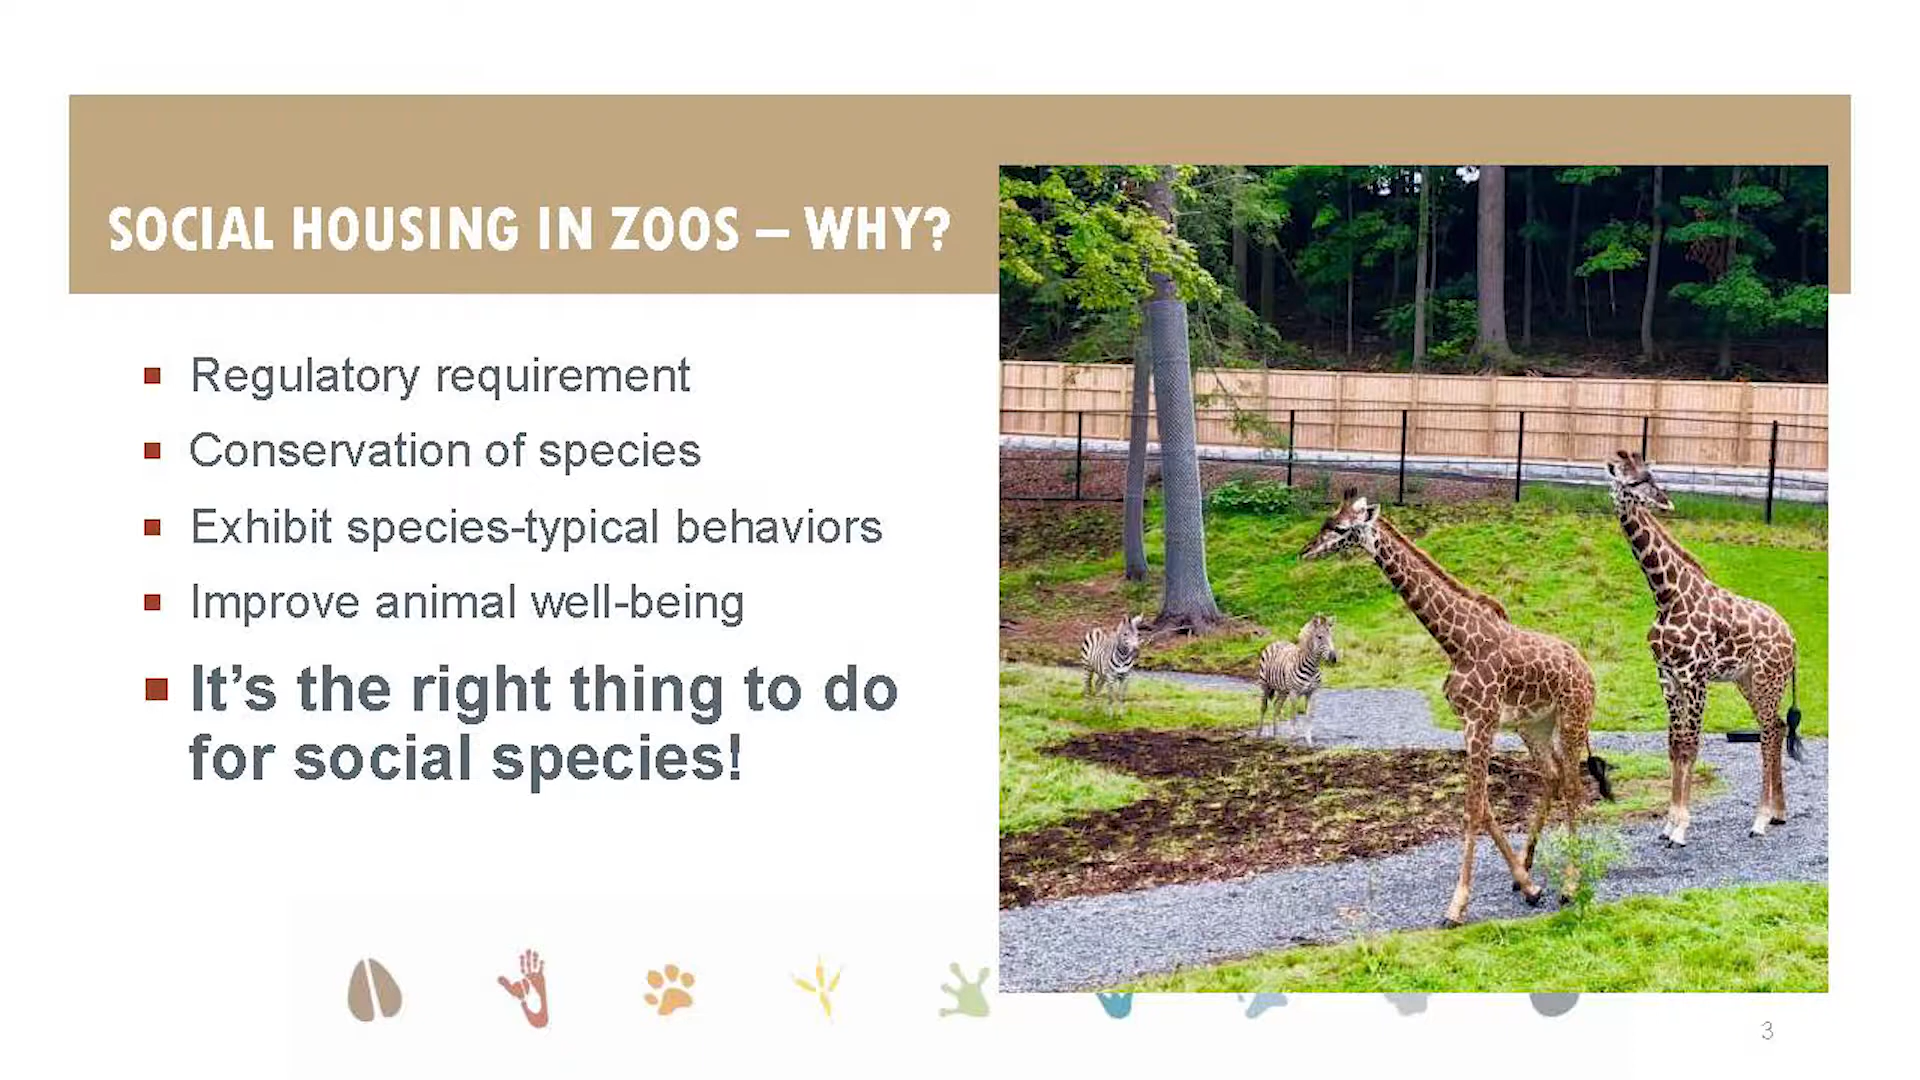 SOCIAL HOUSING IN ZOOS – WHY?
Regulatory requirement
Conservation of species
Exhibit species-typical behaviors
Improve animal well-being
It’s the right thing to do
for social species!
3